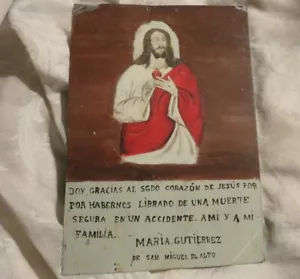 DOY GRACIAS AL SGDO CORAZÓN DE JESÚS POR
POR HABERNOS LIBRADO DE UNA MUERTE
SEGURA EN UN ACCIDENTE. AMI Y A MI
FAMILIA.
MARIA GUTIERREZ
DE SAN MIGUEL EL ALTO